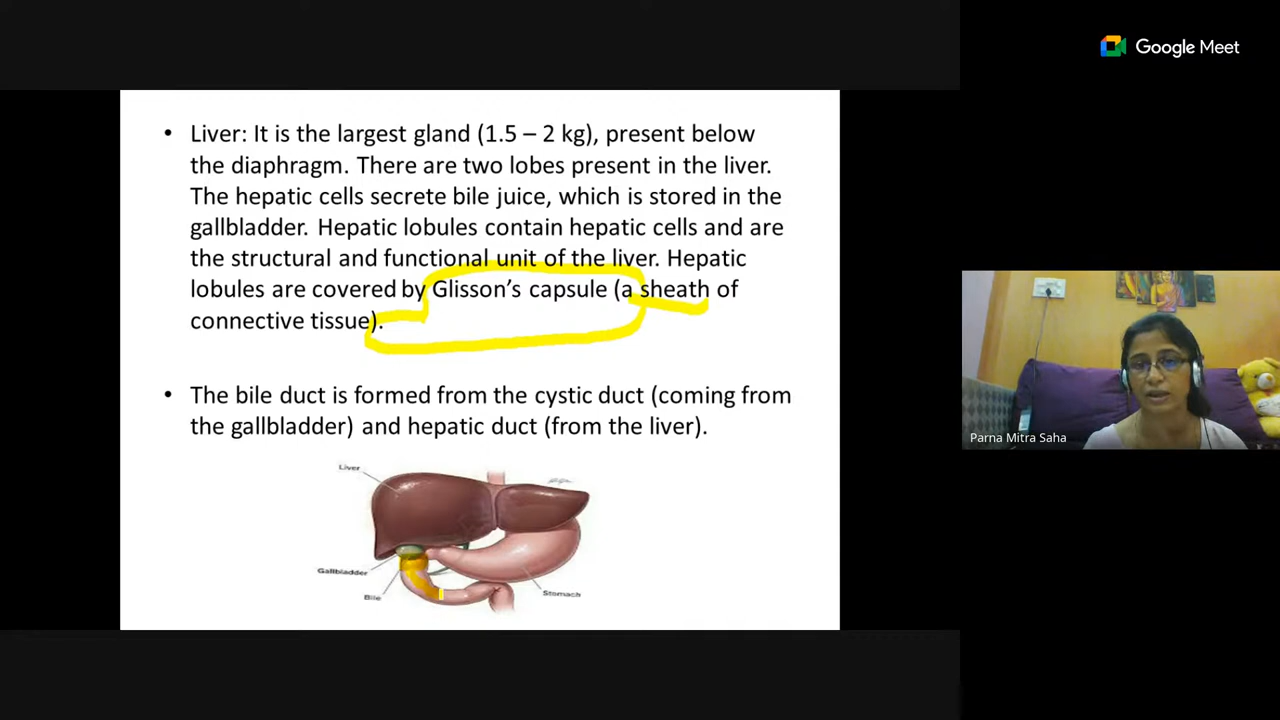 Google Meet
• Liver: It is the largest gland (1.5 – 2 kg), present below
the diaphragm. There are two lobes present in the liver.
The hepatic cells secrete bile juice, which is stored in the
gallbladder. Hepatic lobules contain hepatic cells and are
the structural and functional unit of the liver. Hepatic
lobules are covered by Glisson’s capsule (a sheath of
connective tissue).
• The bile duct is formed from the cystic duct (coming from
the gallbladder) and hepatic duct (from the liver).
Liver
Gallbladder
Bile
Stomach
Parna Mitra Saha